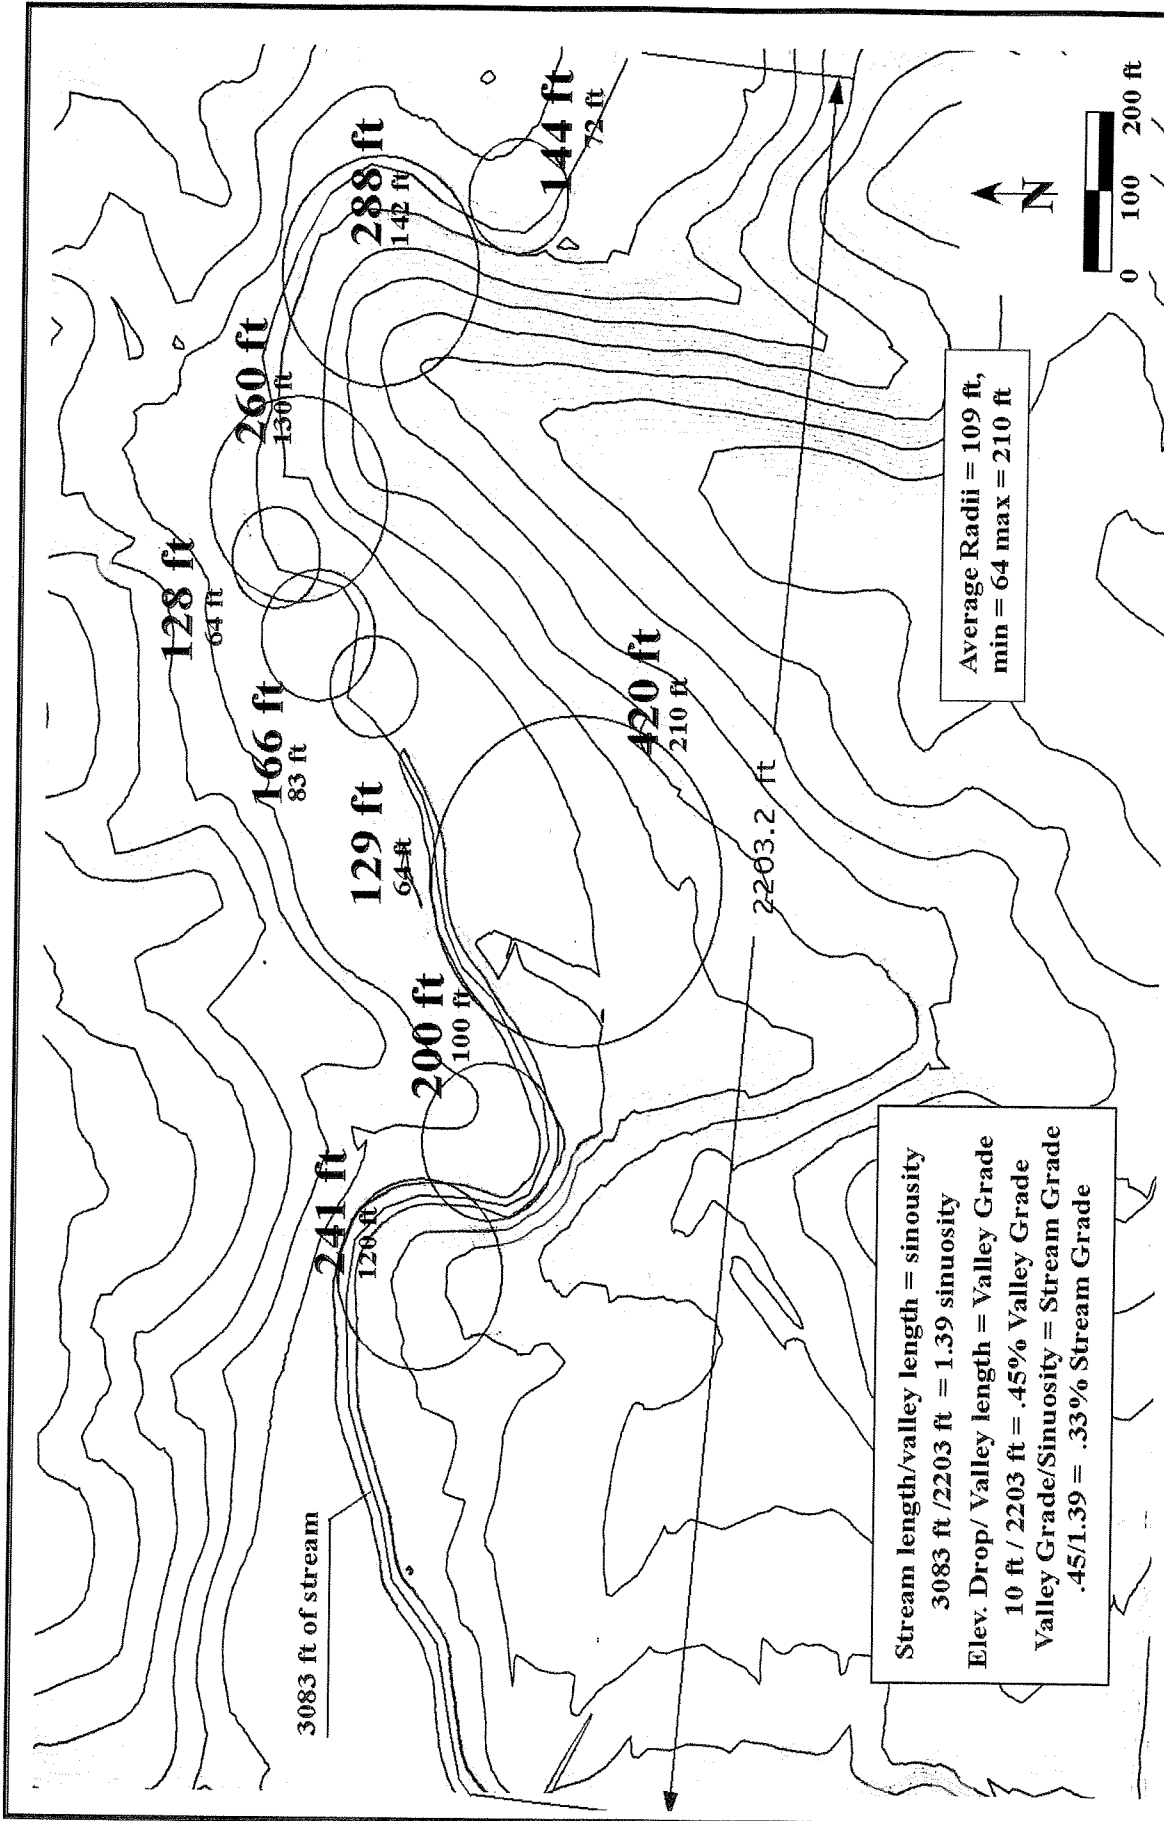 241 ft
120 ft
200 ft
100 ft
129 ft
64 ft
166 ft
83 ft
128 ft
64 ft
260 ft
130 ft
288 ft
142 ft
144 ft
72 ft
420 ft
210 ft
3083 ft of stream
2203.2 ft
Stream length/valley length = sinousity
3083 ft /2203 ft = 1.39 sinuosity
Elev. Drop/ Valley length = Valley Grade
10 ft / 2203 ft = .45% Valley Grade
Valley Grade/Sinuosity = Stream Grade
.45/1.39 = .33% Stream Grade
Average Radii = 109 ft,
min = 64 max = 210 ft
N
0 100 200 ft